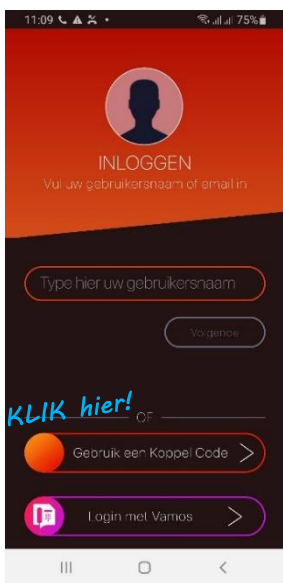 11:09 75%
INLOGGEN
Vul uw gebruikersnaam of email in
Type hier uw gebruikersnaam
Volgende
KLIK hier!
OF
Gebruik een Koppel Code
Login met Vamos